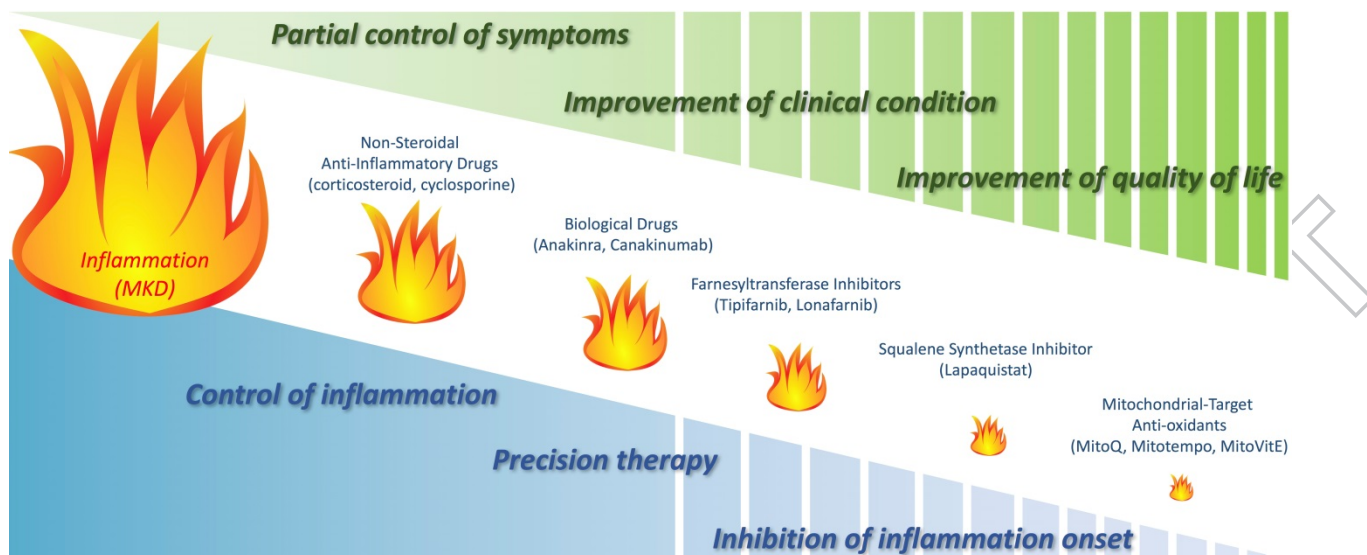 Partial control of symptoms
Improvement of clinical condition
Improvement of quality of life
Inflammation
(MKD)
Non-Steroidal
Anti-Inflammatory Drugs
(corticosteroid, cyclosporine)
Biological Drugs
(Anakinra, Canakinumab)
Farnesyltransferase Inhibitors
(Tipifarnib, Lonafarnib)
Squalene Synthetase Inhibitor
(Lapaquistat)
Mitochondrial-Target
Anti-oxidants
(MitoQ, Mitotempo, MitoVitE)
Control of inflammation
Precision therapy
Inhibition of inflammation onset
T